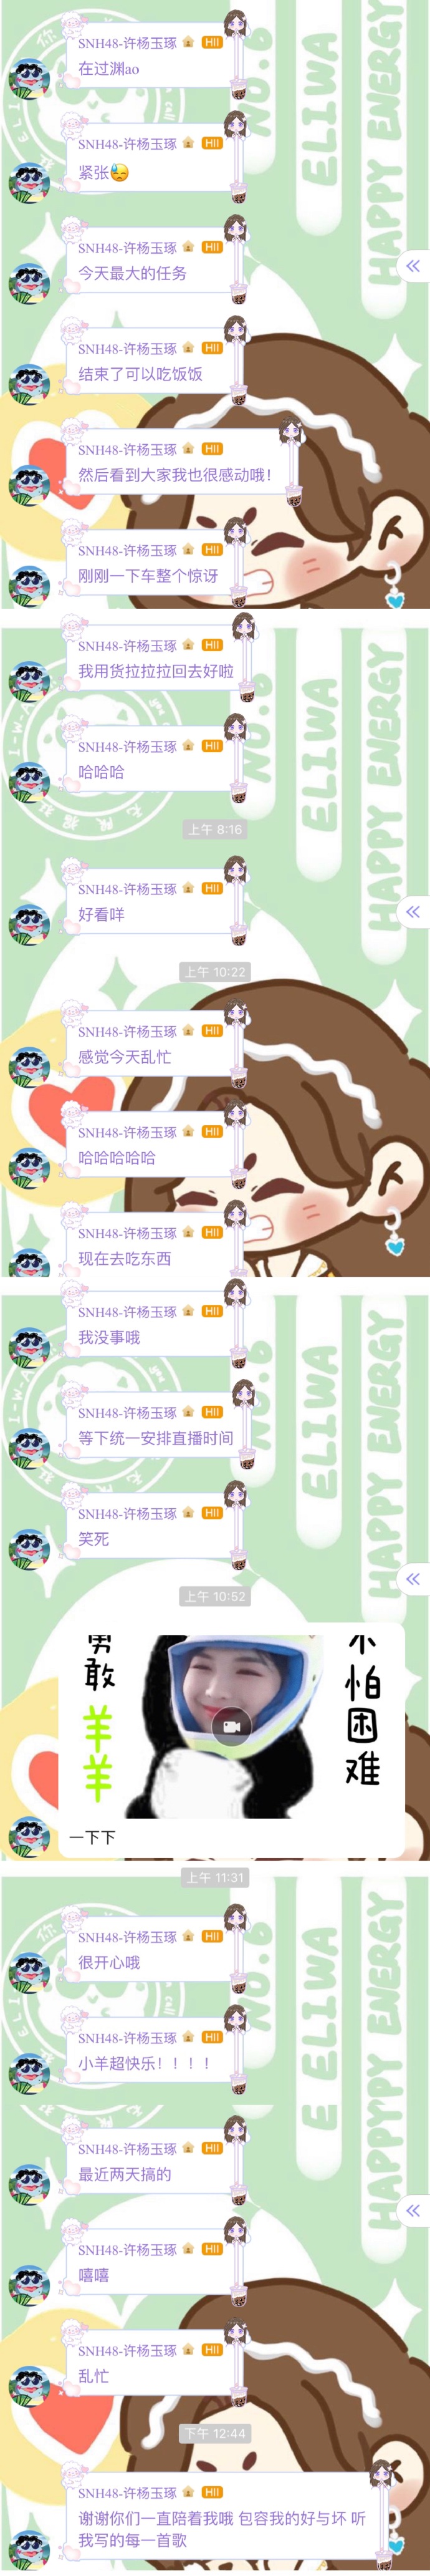 SNH48-许杨玉琢 HII
在过渊ao
SNH48-许杨玉琢 HII
紧张😓
SNH48-许杨玉琢 HII
今天最大的任务
SNH48-许杨玉琢 HII
结束了可以吃饭饭
SNH48-许杨玉琢 HII
然后看到大家我也很感动哦!
SNH48-许杨玉琢 HII
刚刚一下车整个惊讶
SNH48-许杨玉琢 HII
我用货拉拉拉回去好啦
SNH48-许杨玉琢 HII
哈哈哈
上午 8:16
SNH48-许杨玉琢 HII
好看咩
上午 10:22
SNH48-许杨玉琢 HII
感觉今天乱忙
SNH48-许杨玉琢 HII
哈哈哈哈哈
SNH48-许杨玉琢 HII
现在去吃东西
SNH48-许杨玉琢 HII
我没事哦
SNH48-许杨玉琢 HII
等下统一安排直播时间
SNH48-许杨玉琢 HII
笑死
上午 10:52
勇敢羊羊
不怕困难
一下下
上午 11:31
SNH48-许杨玉琢 HII
很开心哦
SNH48-许杨玉琢 HII
小羊超快乐！！！！
SNH48-许杨玉琢 HII
最近两天搞的
SNH48-许杨玉琢 HII
嘻嘻
SNH48-许杨玉琢 HII
乱忙
下午 12:44
SNH48-许杨玉琢 HII
谢谢你们一直陪着我哦 包容我的好与坏 听
我写的每一首歌
NO.6
ELIWA
HAPPY ENERGY